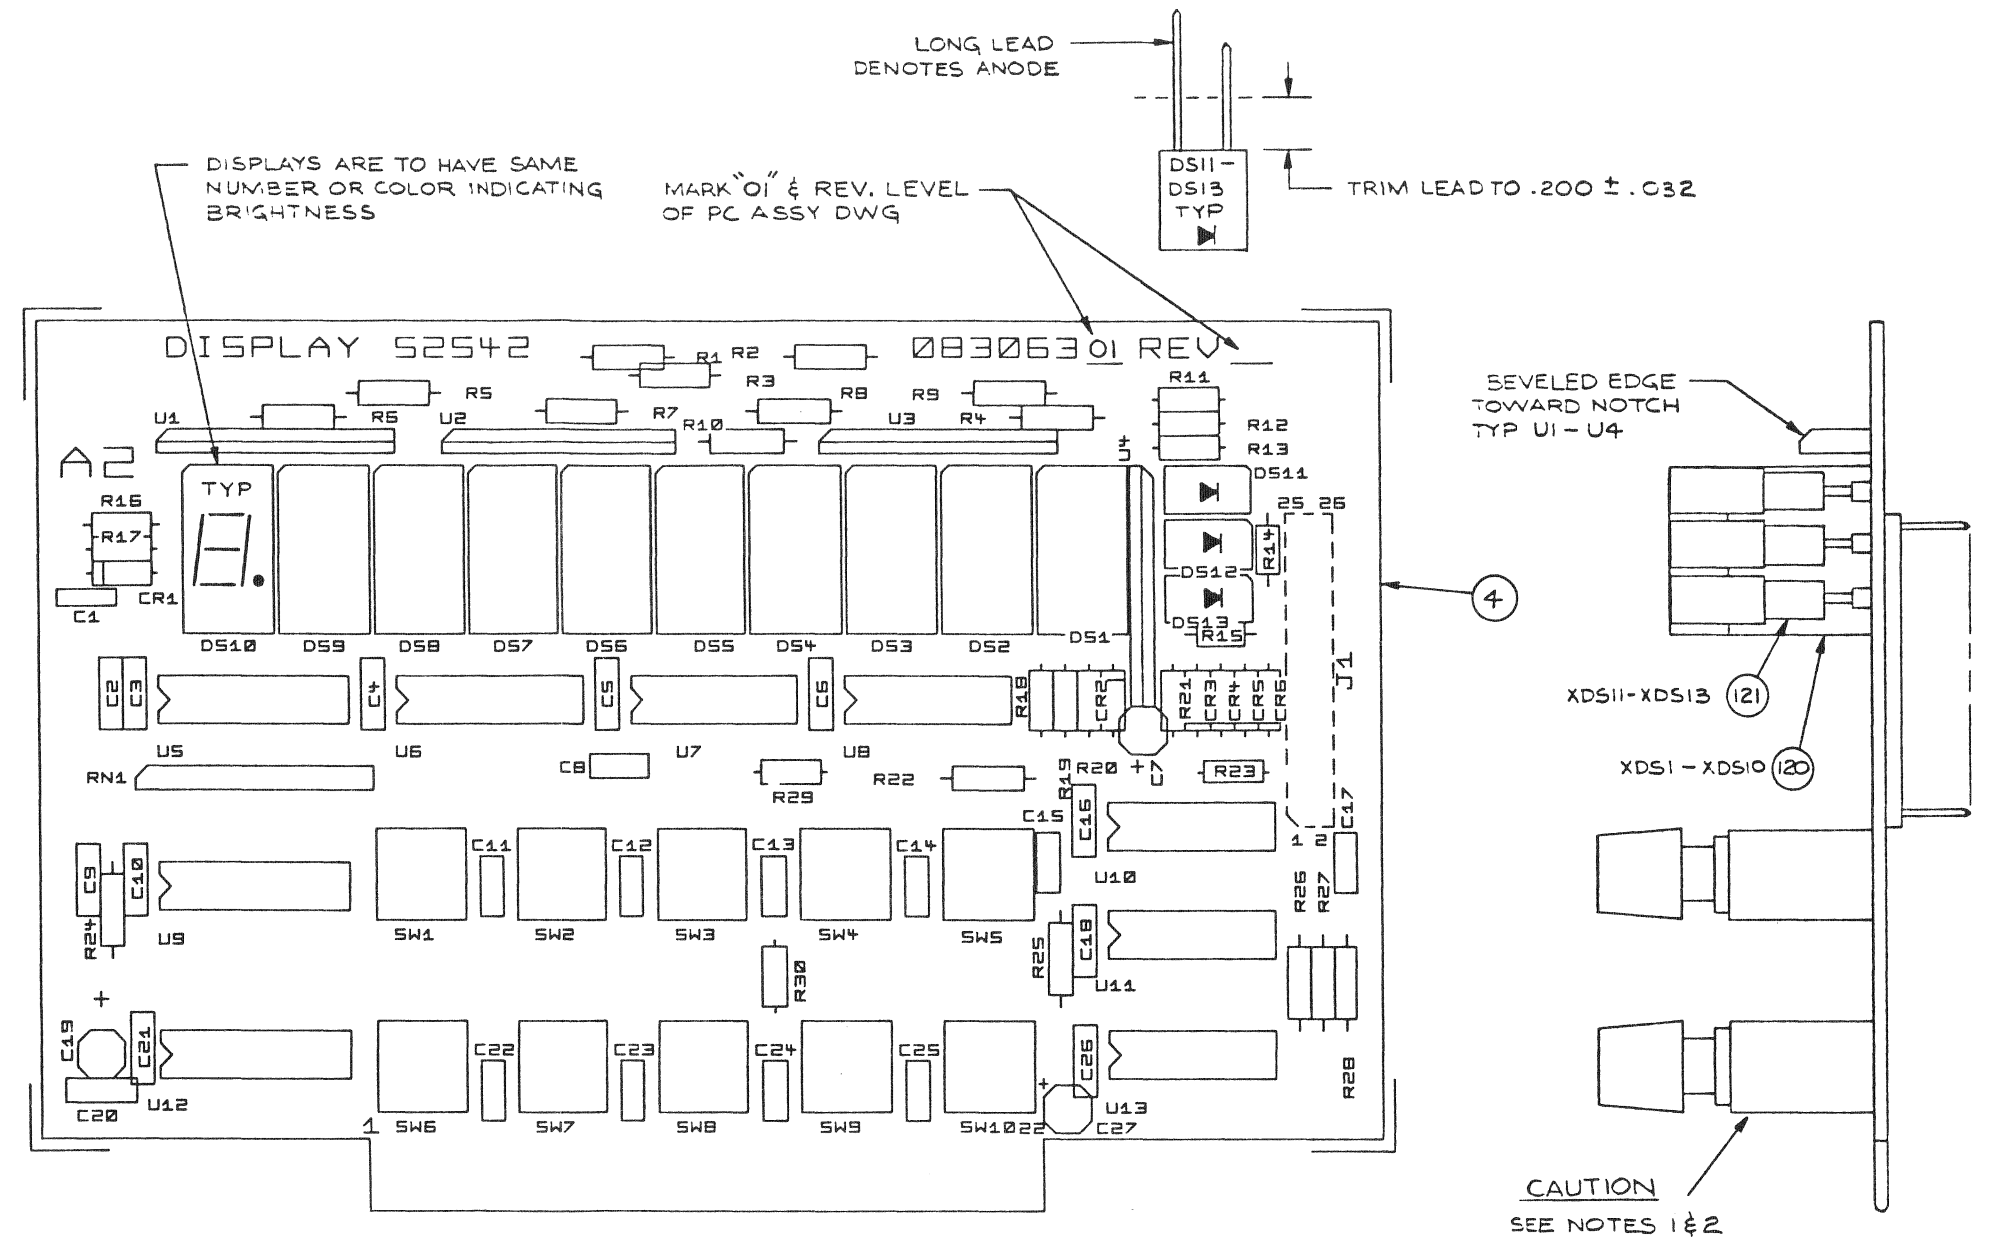 LONG LEAD
DENOTES ANODE
DISPLAYS ARE TO HAVE SAME
NUMBER OR COLOR INDICATING
BRIGHTNESS
MARK "01" & REV. LEVEL
OF PC ASSY DWG
DS11-
DS13
TYP
TRIM LEAD TO .200 ± .032
DISPLAY 52542
R1 R2
083063 01 REV
R3
R11
R5
R8
R9
BEVELED EDGE
TOWARD NOTCH
TYP U1-U4
U1
R6
U2
R7
R10
U3
R4
R12
U4
R13
A2
TYP
DS11
R16
R17
25 26
R14
DS12
CR1
C1
DS13
R15
4
DS10 DS9 DS8 DS7 DS6 DS5 DS4 DS3 DS2 DS1
J1
C2 C3 C4 C5 C6 R18 CR2 R21 CR3 CR4 CR5 CR6
XDS11-XDS13 121
U5 U6 U7 U8
RN1
C8
R29
R22
R19
R20
+
C7
R23
XDS1-XDS10 120
C15 C16 C17
1 2
C11 C12 C13 C14
C9 C10
U10
R26 R27
R24
U9
SW1 SW2 SW3 SW4 SW5
R25 C18
R30
U11
+
C19
C21
C22 C23 C24 C25
C26
R28
C20
U12
+
U13
1 SW6 SW7 SW8 SW9 SW10 22 C27
CAUTION
SEE NOTES 1 & 2